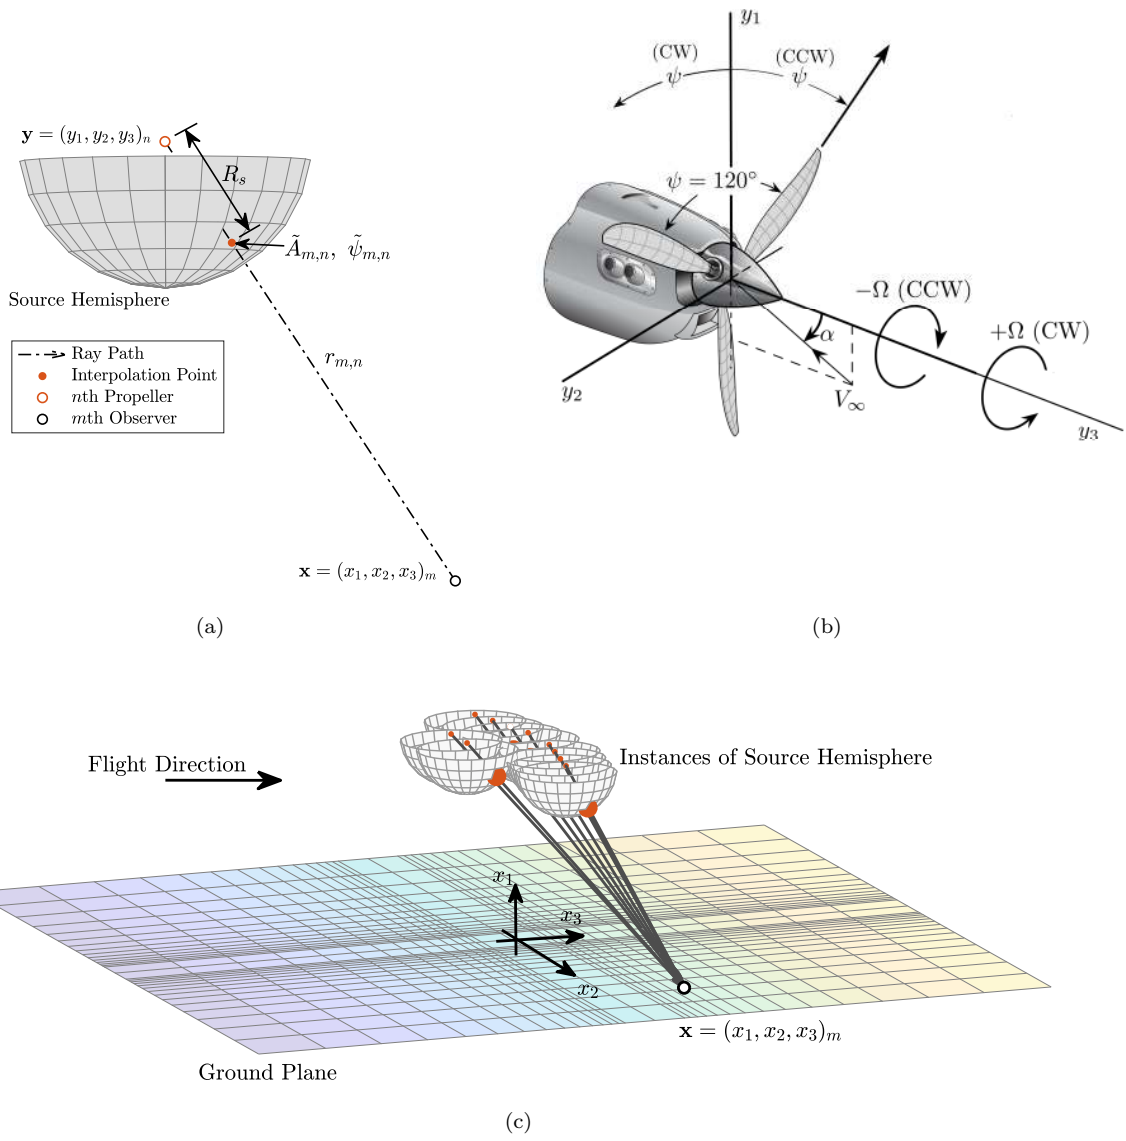 y = (y₁, y₂, y₃)ₙ
Rₛ
Ã_{m,n}, ψ̃_{m,n}
Source Hemisphere
Ray Path
Interpolation Point
nth Propeller
mth Observer
r_{m,n}
x = (x₁, x₂, x₃)ₘ
(a)
y₁
(CW)
ψ
(CCW)
ψ
ψ = 120°
−Ω (CCW)
+Ω (CW)
α
V∞
y₂
y₃
(b)
Flight Direction
Instances of Source Hemisphere
x₁
x₃
x₂
x = (x₁, x₂, x₃)ₘ
Ground Plane
(c)